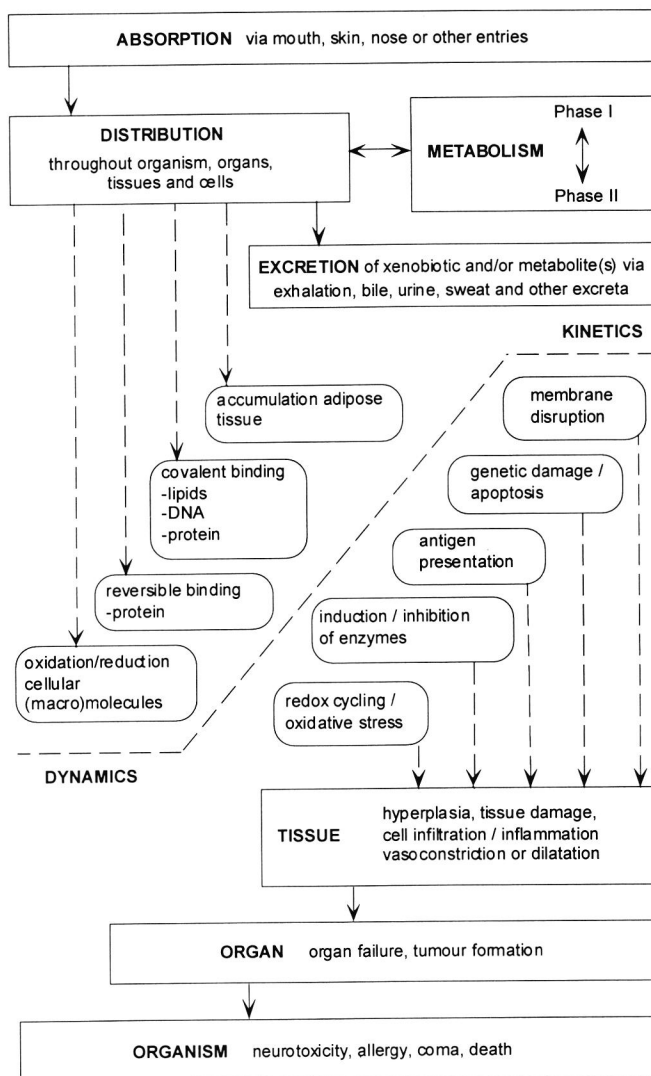 ABSORPTION via mouth, skin, nose or other entries
DISTRIBUTION
throughout organism, organs,
tissues and cells
Phase I
METABOLISM
Phase II
EXCRETION of xenobiotic and/or metabolite(s) via
exhalation, bile, urine, sweat and other excreta
KINETICS
accumulation adipose
tissue
membrane
disruption
covalent binding
-lipids
-DNA
-protein
genetic damage /
apoptosis
antigen
presentation
reversible binding
-protein
induction / inhibition
of enzymes
oxidation/reduction
cellular
(macro)molecules
redox cycling /
oxidative stress
DYNAMICS
TISSUE
hyperplasia, tissue damage,
cell infiltration / inflammation
vasoconstriction or dilatation
ORGAN organ failure, tumour formation
ORGANISM neurotoxicity, allergy, coma, death